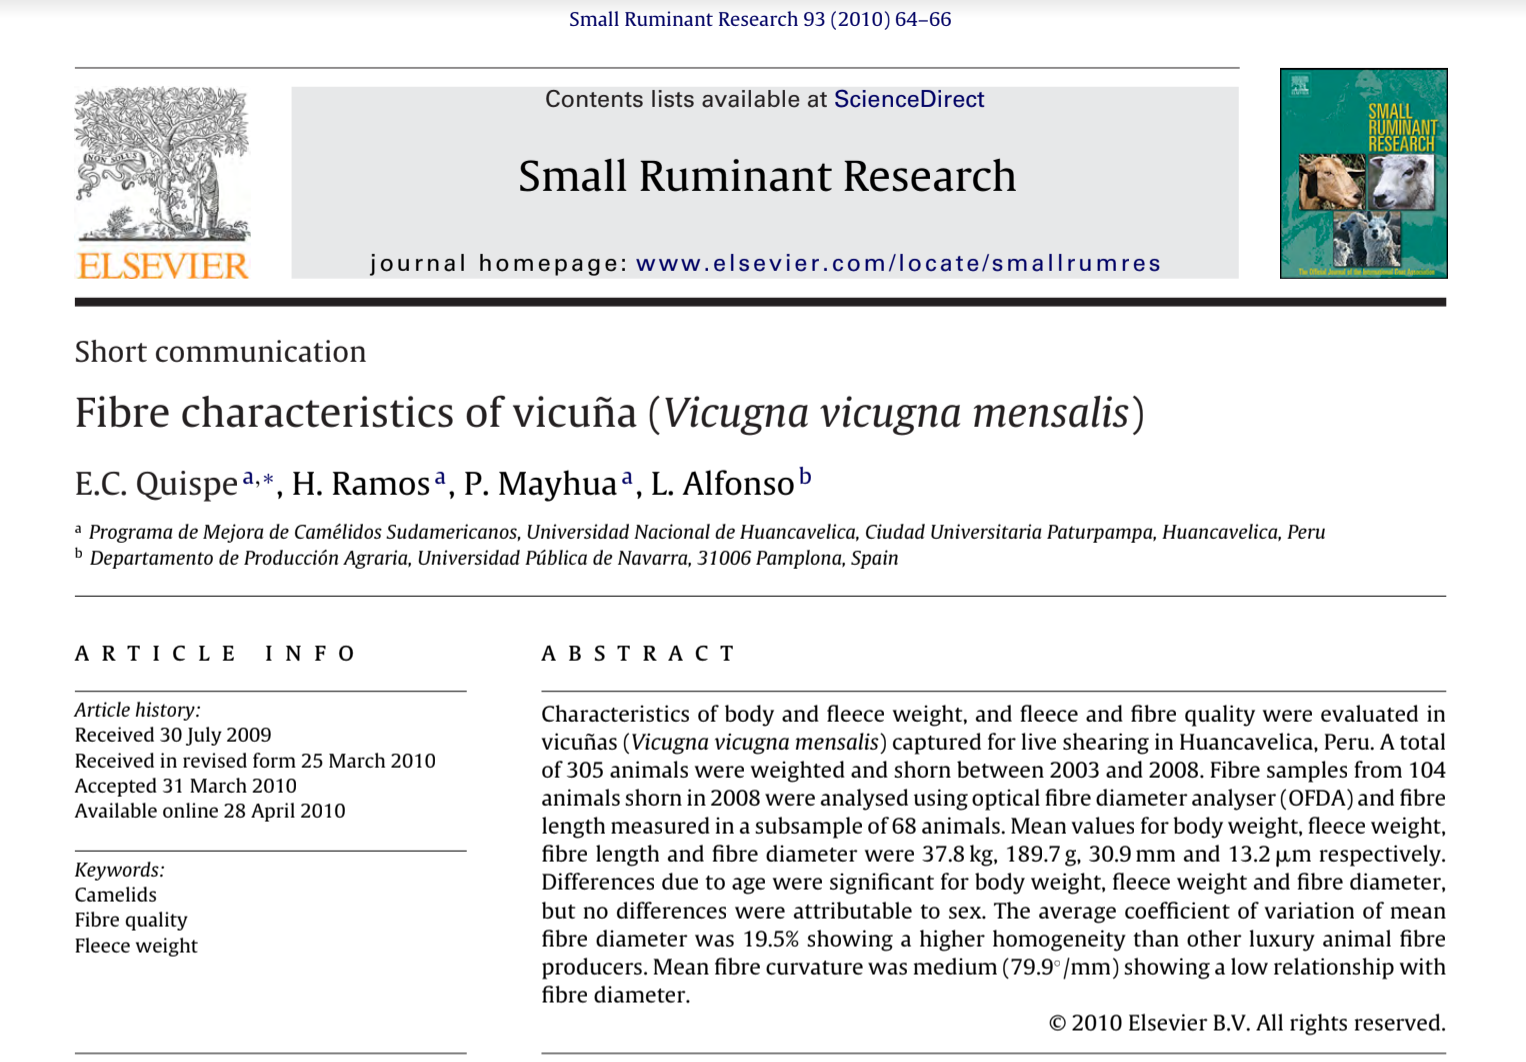 Small Ruminant Research 93 (2010) 64–66
Contents lists available at ScienceDirect
Small Ruminant Research
journal homepage: www.elsevier.com/locate/smallrumres
NON SOLUS
ELSEVIER
ELSEVIER
SMALL
RUMINANT
RESEARCH
The Official Journal of the International Goat Association
Short communication
Fibre characteristics of vicuña (Vicugna vicugna mensalis)
E.C. Quispe a,*, H. Ramos a, P. Mayhua a, L. Alfonso b
a Programa de Mejora de Camélidos Sudamericanos, Universidad Nacional de Huancavelica, Ciudad Universitaria Paturpampa, Huancavelica, Peru
b Departamento de Producción Agraria, Universidad Pública de Navarra, 31006 Pamplona, Spain
ARTICLE INFO
Article history:
Received 30 July 2009
Received in revised form 25 March 2010
Accepted 31 March 2010
Available online 28 April 2010
Keywords:
Camelids
Fibre quality
Fleece weight
ABSTRACT
Characteristics of body and fleece weight, and fleece and fibre quality were evaluated in
vicuñas (Vicugna vicugna mensalis) captured for live shearing in Huancavelica, Peru. A total
of 305 animals were weighted and shorn between 2003 and 2008. Fibre samples from 104
animals shorn in 2008 were analysed using optical fibre diameter analyser (OFDA) and fibre
length measured in a subsample of 68 animals. Mean values for body weight, fleece weight,
fibre length and fibre diameter were 37.8 kg, 189.7 g, 30.9 mm and 13.2 μm respectively.
Differences due to age were significant for body weight, fleece weight and fibre diameter,
but no differences were attributable to sex. The average coefficient of variation of mean
fibre diameter was 19.5% showing a higher homogeneity than other luxury animal fibre
producers. Mean fibre curvature was medium (79.9°/mm) showing a low relationship with
fibre diameter.
© 2010 Elsevier B.V. All rights reserved.